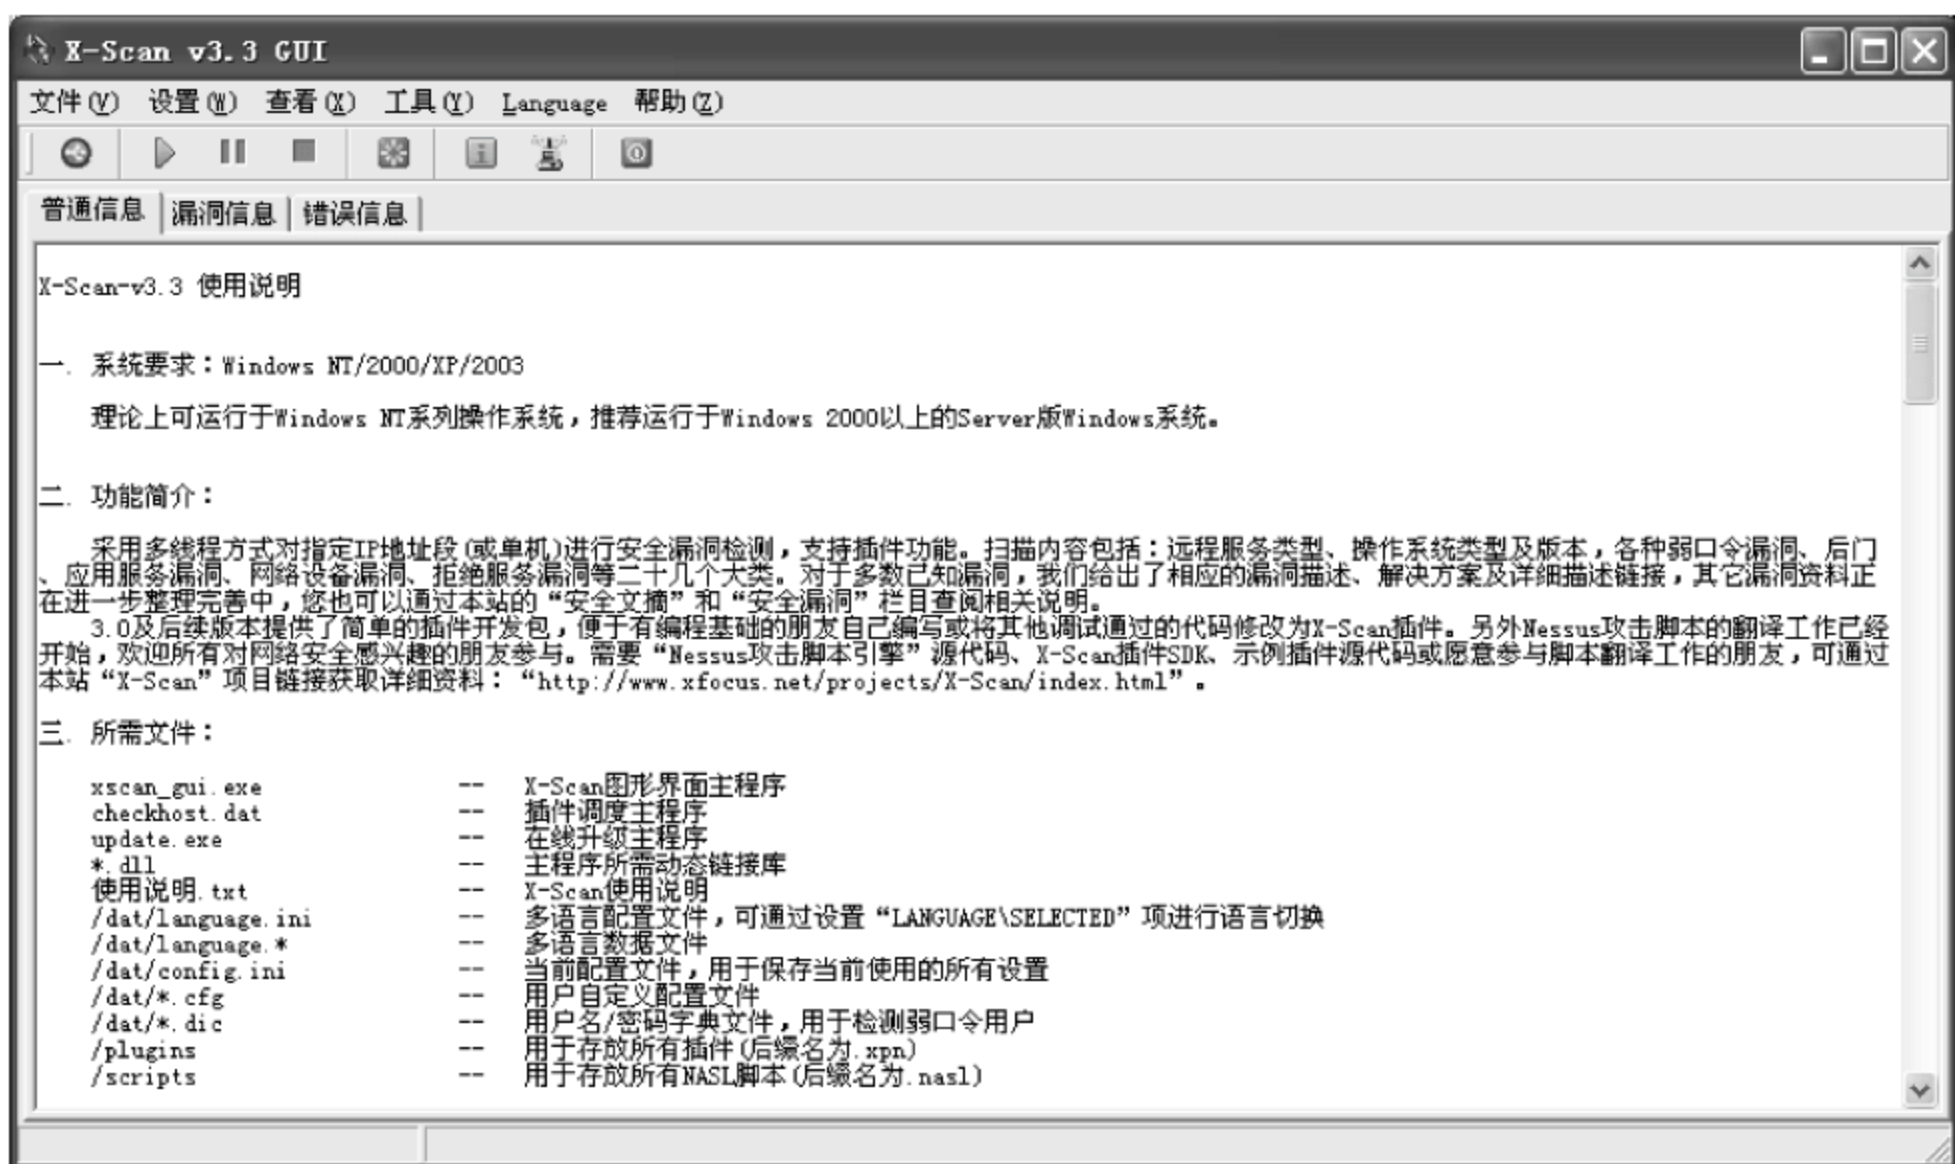 X-Scan v3.3 GUI
文件(V) 设置(W) 查看(X) 工具(Y) Language 帮助(Z)
普通信息 漏洞信息 错误信息
X-Scan-v3.3 使用说明
一. 系统要求：Windows NT/2000/XP/2003
理论上可运行于Windows NT系列操作系统，推荐运行于Windows 2000以上的Server版Windows系统。
二. 功能简介：
采用多线程方式对指定IP地址段(或单机)进行安全漏洞检测，支持插件功能。扫描内容包括：远程服务类型、操作系统类型及版本，各种弱口令漏洞、后门
、应用服务漏洞、网络设备漏洞、拒绝服务漏洞等二十几个大类。对于多数已知漏洞，我们给出了相应的漏洞描述、解决方案及详细描述链接，其它漏洞资料正
在进一步整理完善中，您也可以通过本站的“安全文摘”和“安全漏洞”栏目查阅相关说明。
3.0及后续版本提供了简单的插件开发包，便于有编程基础的朋友自己编写或将其他调试通过的代码修改为X-Scan插件。另外Nessus攻击脚本的翻译工作已经
开始，欢迎所有对网络安全感兴趣的朋友参与。需要“Nessus攻击脚本引擎”源代码、X-Scan插件SDK、示例插件源代码或愿意参与脚本翻译工作的朋友，可通过
本站“X-Scan”项目链接获取详细资料：“http://www.xfocus.net/projects/X-Scan/index.html”。
三. 所需文件：
xscan_gui.exe -- X-Scan图形界面主程序
checkhost.dat -- 插件调度主程序
update.exe -- 在线升级主程序
*.dll -- 主程序所需动态链接库
使用说明.txt -- X-Scan使用说明
/dat/language.ini -- 多语言配置文件，可通过设置“LANGUAGE\SELECTED”项进行语言切换
/dat/language.* -- 多语言数据文件
/dat/config.ini -- 当前配置文件，用于保存当前使用的所有设置
/dat/*.cfg -- 用户自定义配置文件
/dat/*.dic -- 用户名/密码字典文件，用于检测弱口令用户
/plugins -- 用于存放所有插件(后缀名为.xpn)
/scripts -- 用于存放所有NASL脚本(后缀名为.nasl)